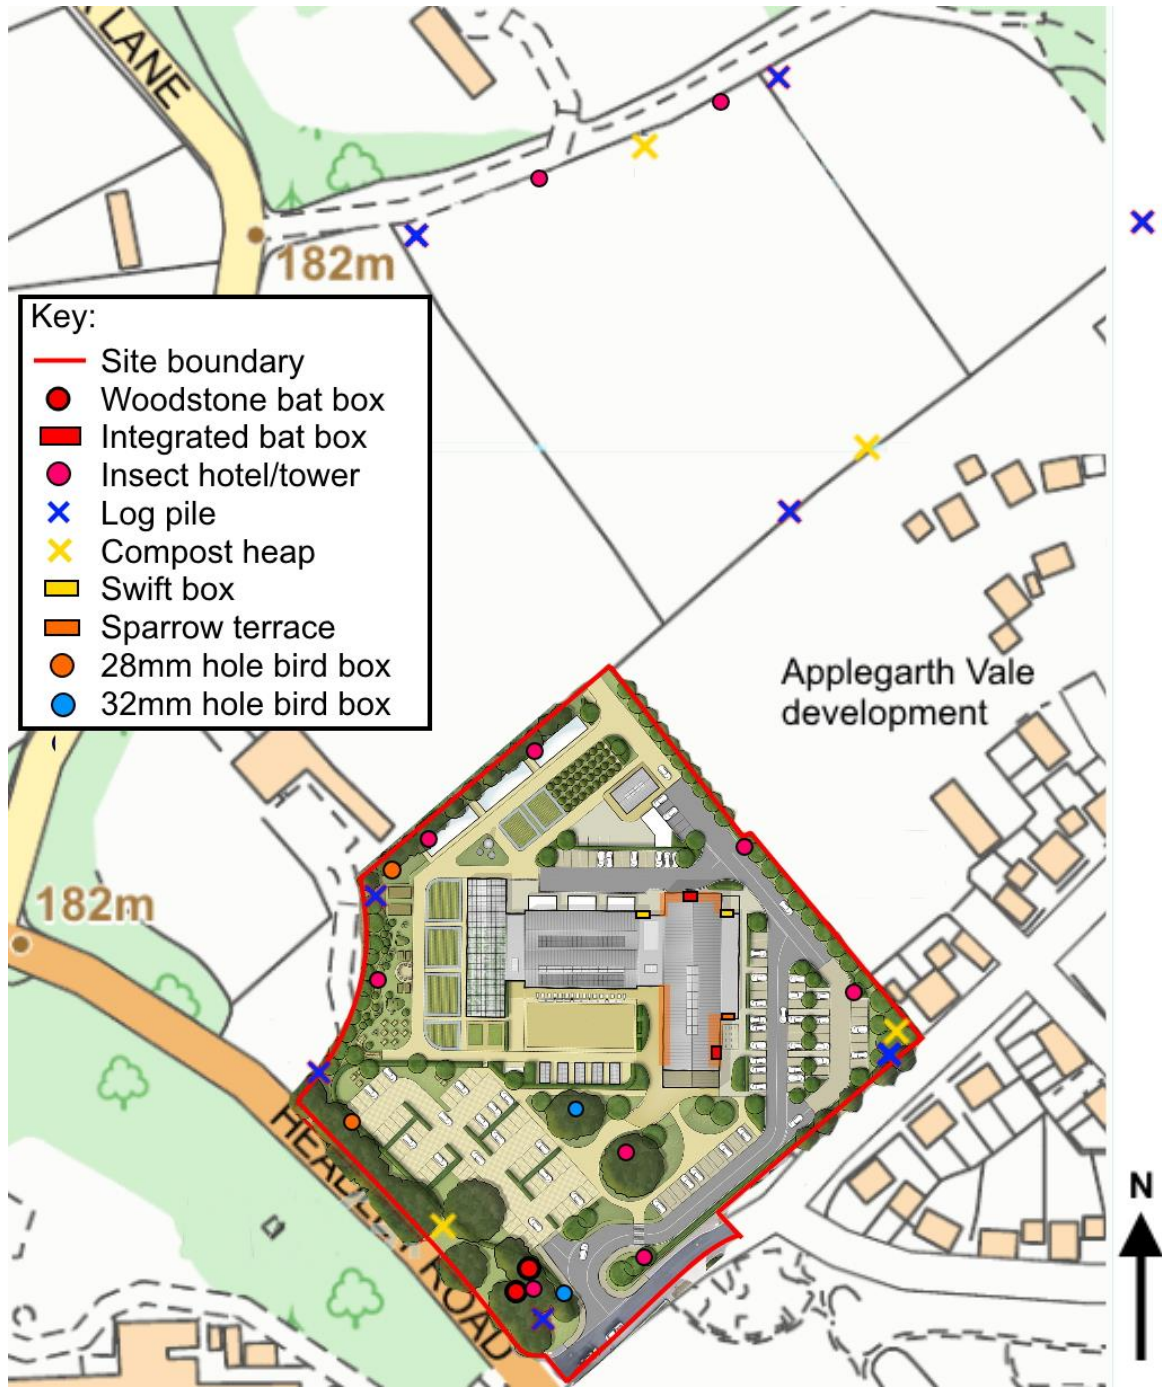 LANE
182m
Key:
Site boundary
Woodstone bat box
Integrated bat box
Insect hotel/tower
Log pile
Compost heap
Swift box
Sparrow terrace
28mm hole bird box
32mm hole bird box
Applegarth Vale
development
182m
ROAD
N